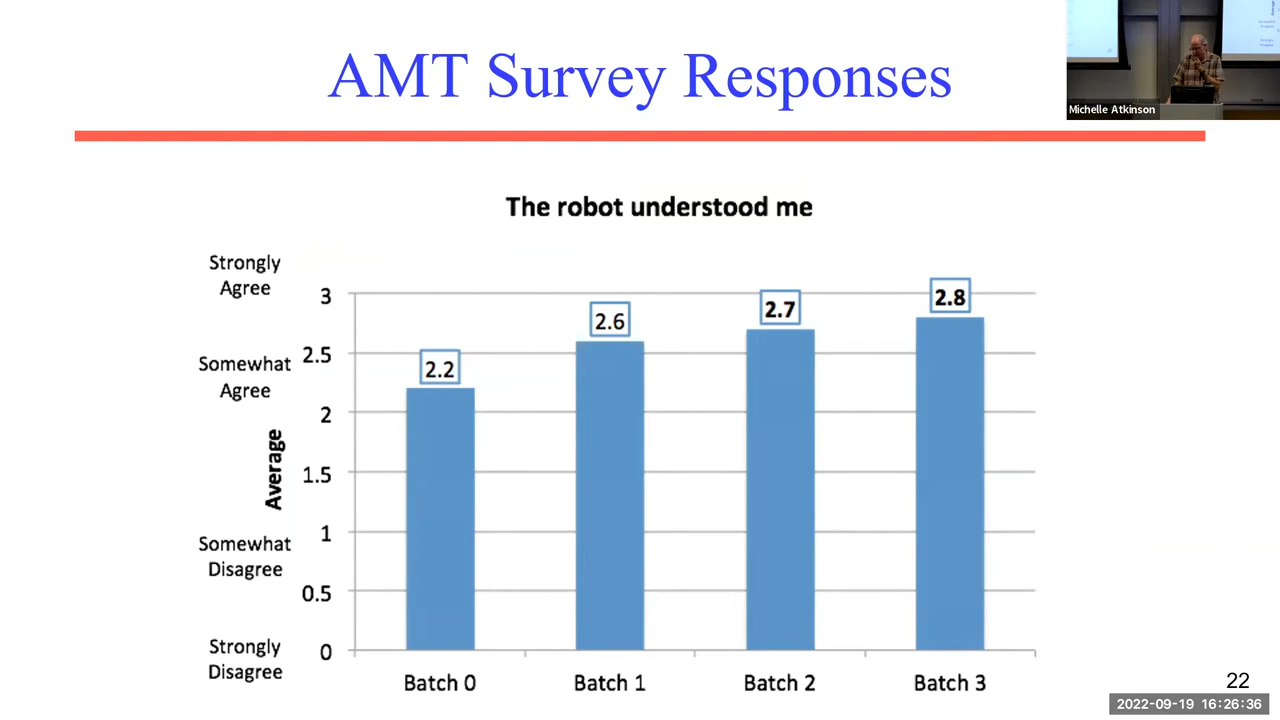 AMT Survey Responses
Michelle Atkinson
The robot understood me
Strongly
Agree
3
2.8
2.7
2.6
2.5
Somewhat
Agree
2.2
2
Average
1.5
1
Somewhat
Disagree
0.5
Strongly
Disagree
0
Batch 0
Batch 1
Batch 2
Batch 3
22
2022-09-19 16:26:36